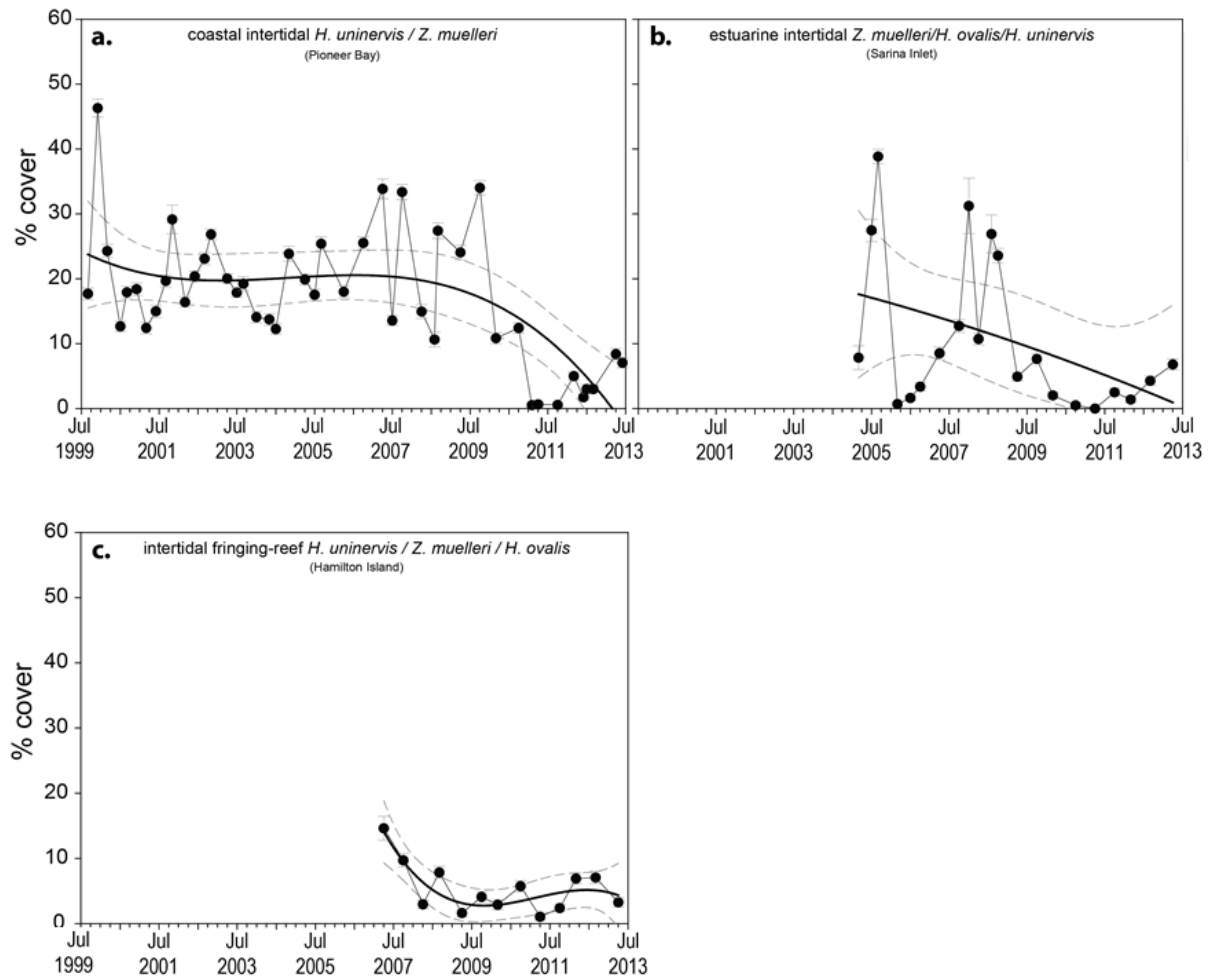 a. coastal intertidal H. uninervis / Z. muelleri
(Pioneer Bay)
60
50
40
30
20
10
0
% cover
Jul Jul Jul Jul Jul Jul Jul Jul
1999 2001 2003 2005 2007 2009 2011 2013
b. estuarine intertidal Z. muelleri/H. ovalis/H. uninervis
(Sarina Inlet)
Jul Jul Jul Jul Jul Jul Jul
2001 2003 2005 2007 2009 2011 2013
c. intertidal fringing-reef H. uninervis / Z. muelleri / H. ovalis
(Hamilton Island)
60
50
40
30
20
10
0
% cover
Jul Jul Jul Jul Jul Jul Jul Jul
1999 2001 2003 2005 2007 2009 2011 2013